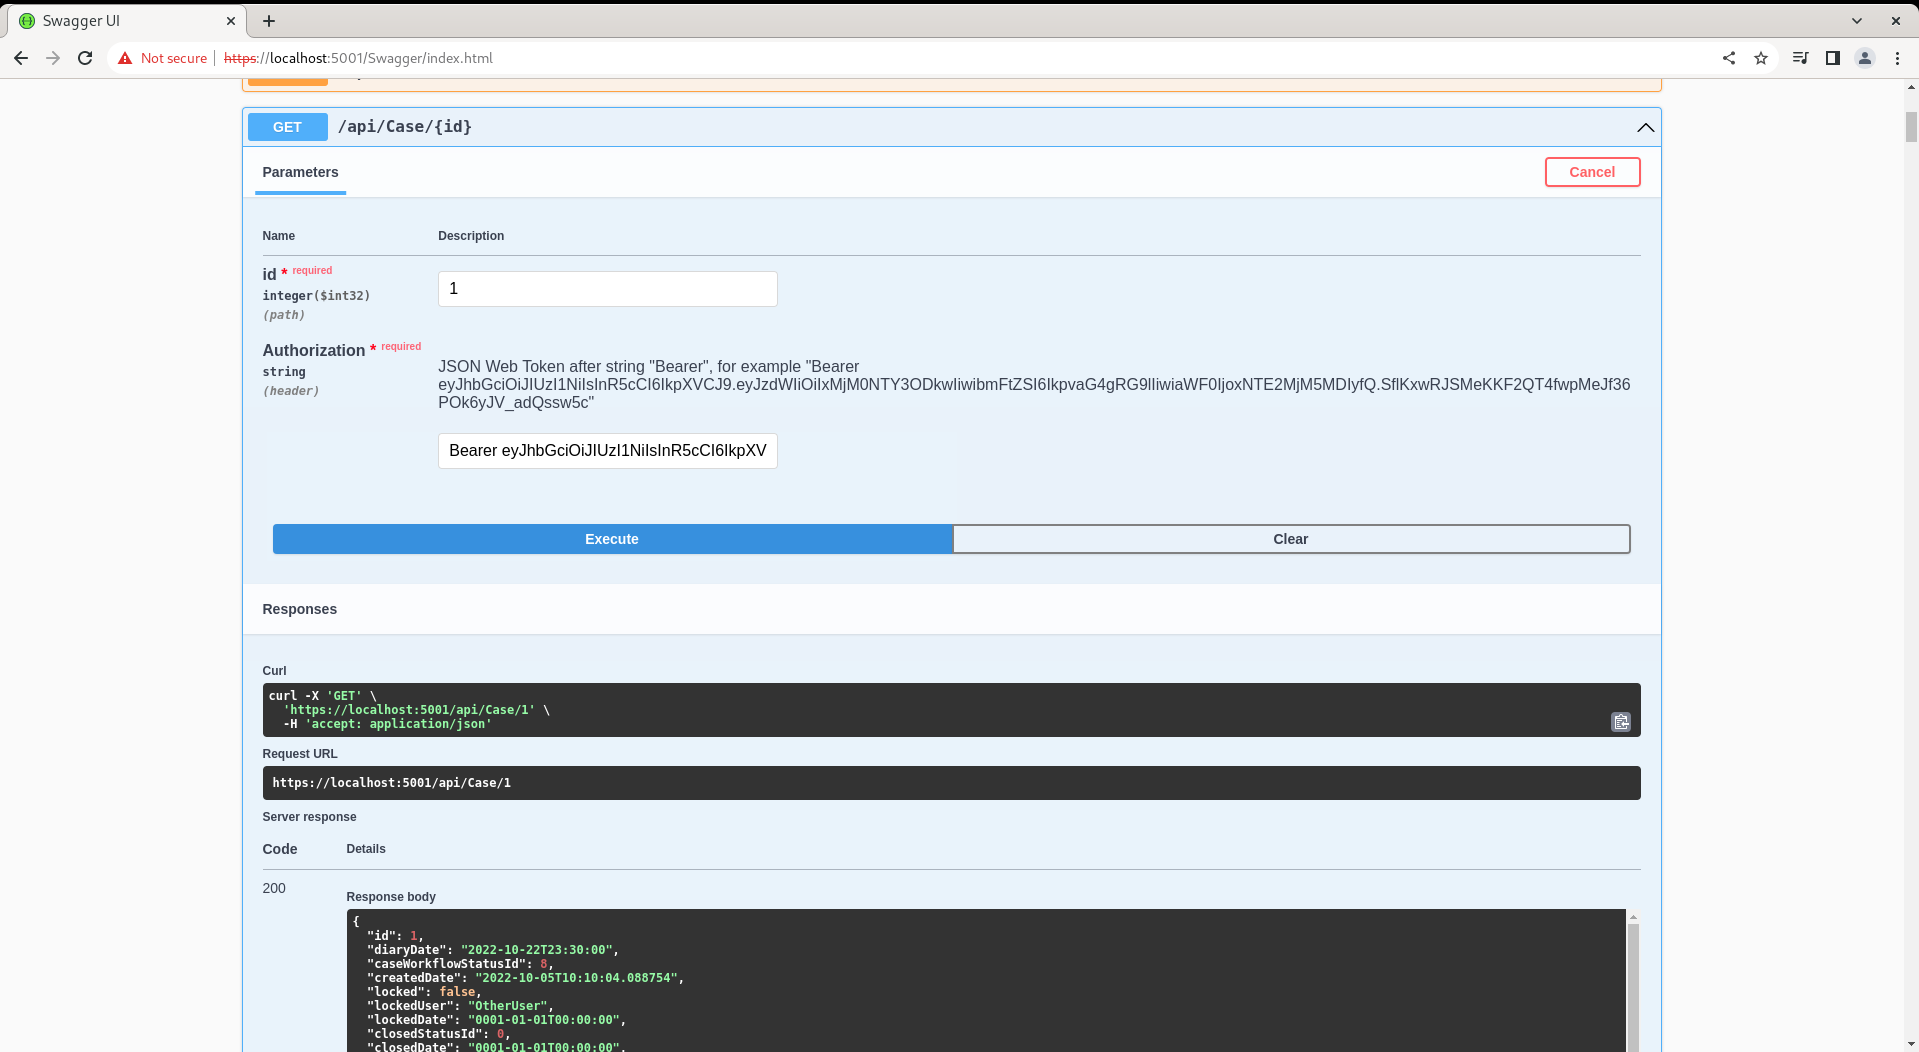 Swagger UI
Not secure
https://localhost:5001/Swagger/index.html
GET /api/Case/{id}
Parameters
Cancel
Name Description
id * required
integer($int32)
(path)
1
Authorization * required
string
(header)
JSON Web Token after string "Bearer", for example "Bearer
eyJhbGciOiJIUzI1NiIsInR5cCI6IkpXVCJ9.eyJzdWIiOiIxMjM0NTY3ODkwIiwibmFtZSI6IkpvaG4gRG9lIiwiaWF0IjoxNTE2MjM5MDIyfQ.SflKxwRJSMeKKF2QT4fwpMeJf36
POk6yJV_adQssw5c"
Bearer eyJhbGciOiJIUzI1NiIsInR5cCI6IkpXV
Execute
Clear
Responses
Curl
curl -X 'GET' \
'https://localhost:5001/api/Case/1' \
-H 'accept: application/json'
Request URL
https://localhost:5001/api/Case/1
Server response
Code Details
200
Response body
{
"id": 1,
"diaryDate": "2022-10-22T23:30:00",
"caseWorkflowStatusId": 8,
"createdDate": "2022-10-05T10:10:04.088754",
"locked": false,
"lockedUser": "OtherUser",
"lockedDate": "0001-01-01T00:00:00",
"closedStatusId": 0,
"closedDate": "0001-01-01T00:00:00",